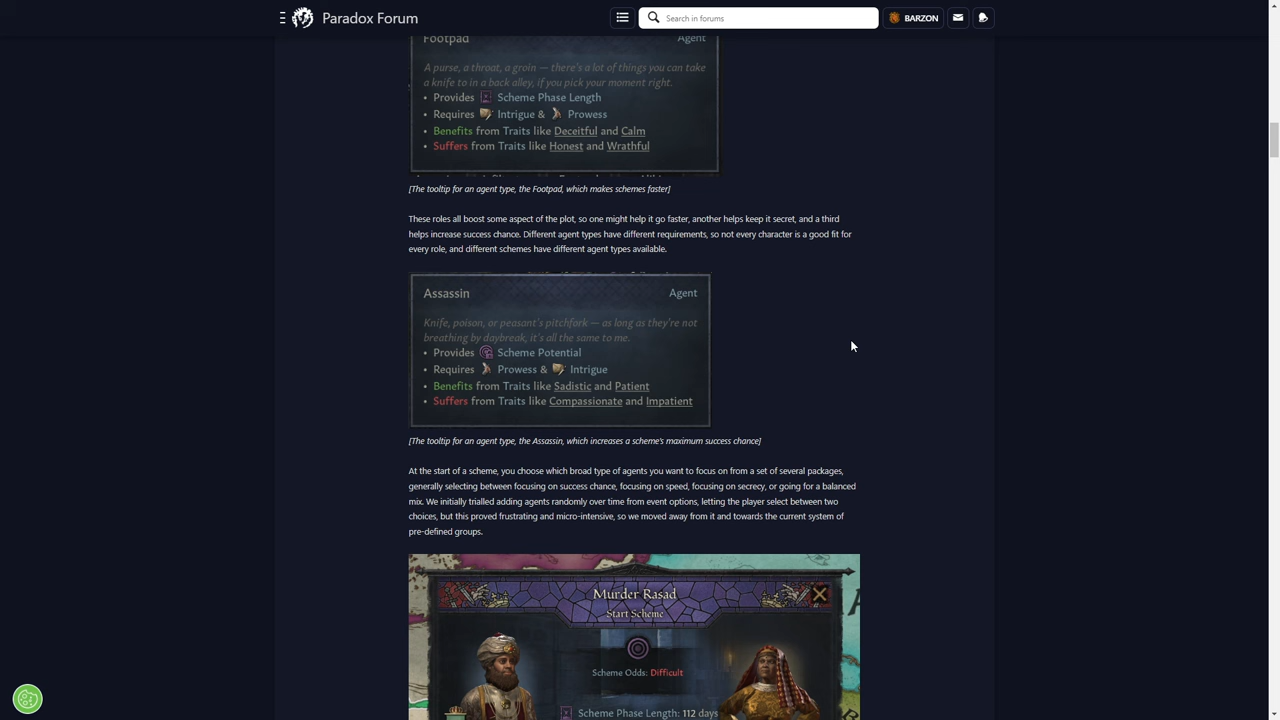 Paradox Forum
Search in forums
BARZON
Footpad Agent
A purse, a throat, a groin — there's a lot of things you can take
a knife to in a back alley, if you pick your moment right.
• Provides Scheme Phase Length
• Requires Intrigue & Prowess
• Benefits from Traits like Deceitful and Calm
• Suffers from Traits like Honest and Wrathful
[The tooltip for an agent type, the Footpad, which makes schemes faster]
These roles all boost some aspect of the plot, so one might help it go faster, another helps keep it secret, and a third
helps increase success chance. Different agent types have different requirements, so not every character is a good fit for
every role, and different schemes have different agent types available.
Assassin Agent
Knife, poison, or peasant's pitchfork — as long as they're not
breathing by daybreak, it's all the same to me.
• Provides Scheme Potential
• Requires Prowess & Intrigue
• Benefits from Traits like Sadistic and Patient
• Suffers from Traits like Compassionate and Impatient
[The tooltip for an agent type, the Assassin, which increases a scheme's maximum success chance]
At the start of a scheme, you choose which broad type of agents you want to focus on from a set of several packages,
generally selecting between focusing on success chance, focusing on speed, focusing on secrecy, or going for a balanced
mix. We initially trialled adding agents randomly over time from event options, letting the player select between two
choices, but this proved frustrating and micro-intensive, so we moved away from it and towards the current system of
pre-defined groups.
Murder Rasad
Start Scheme
Scheme Odds: Difficult
Scheme Phase Length: 112 days